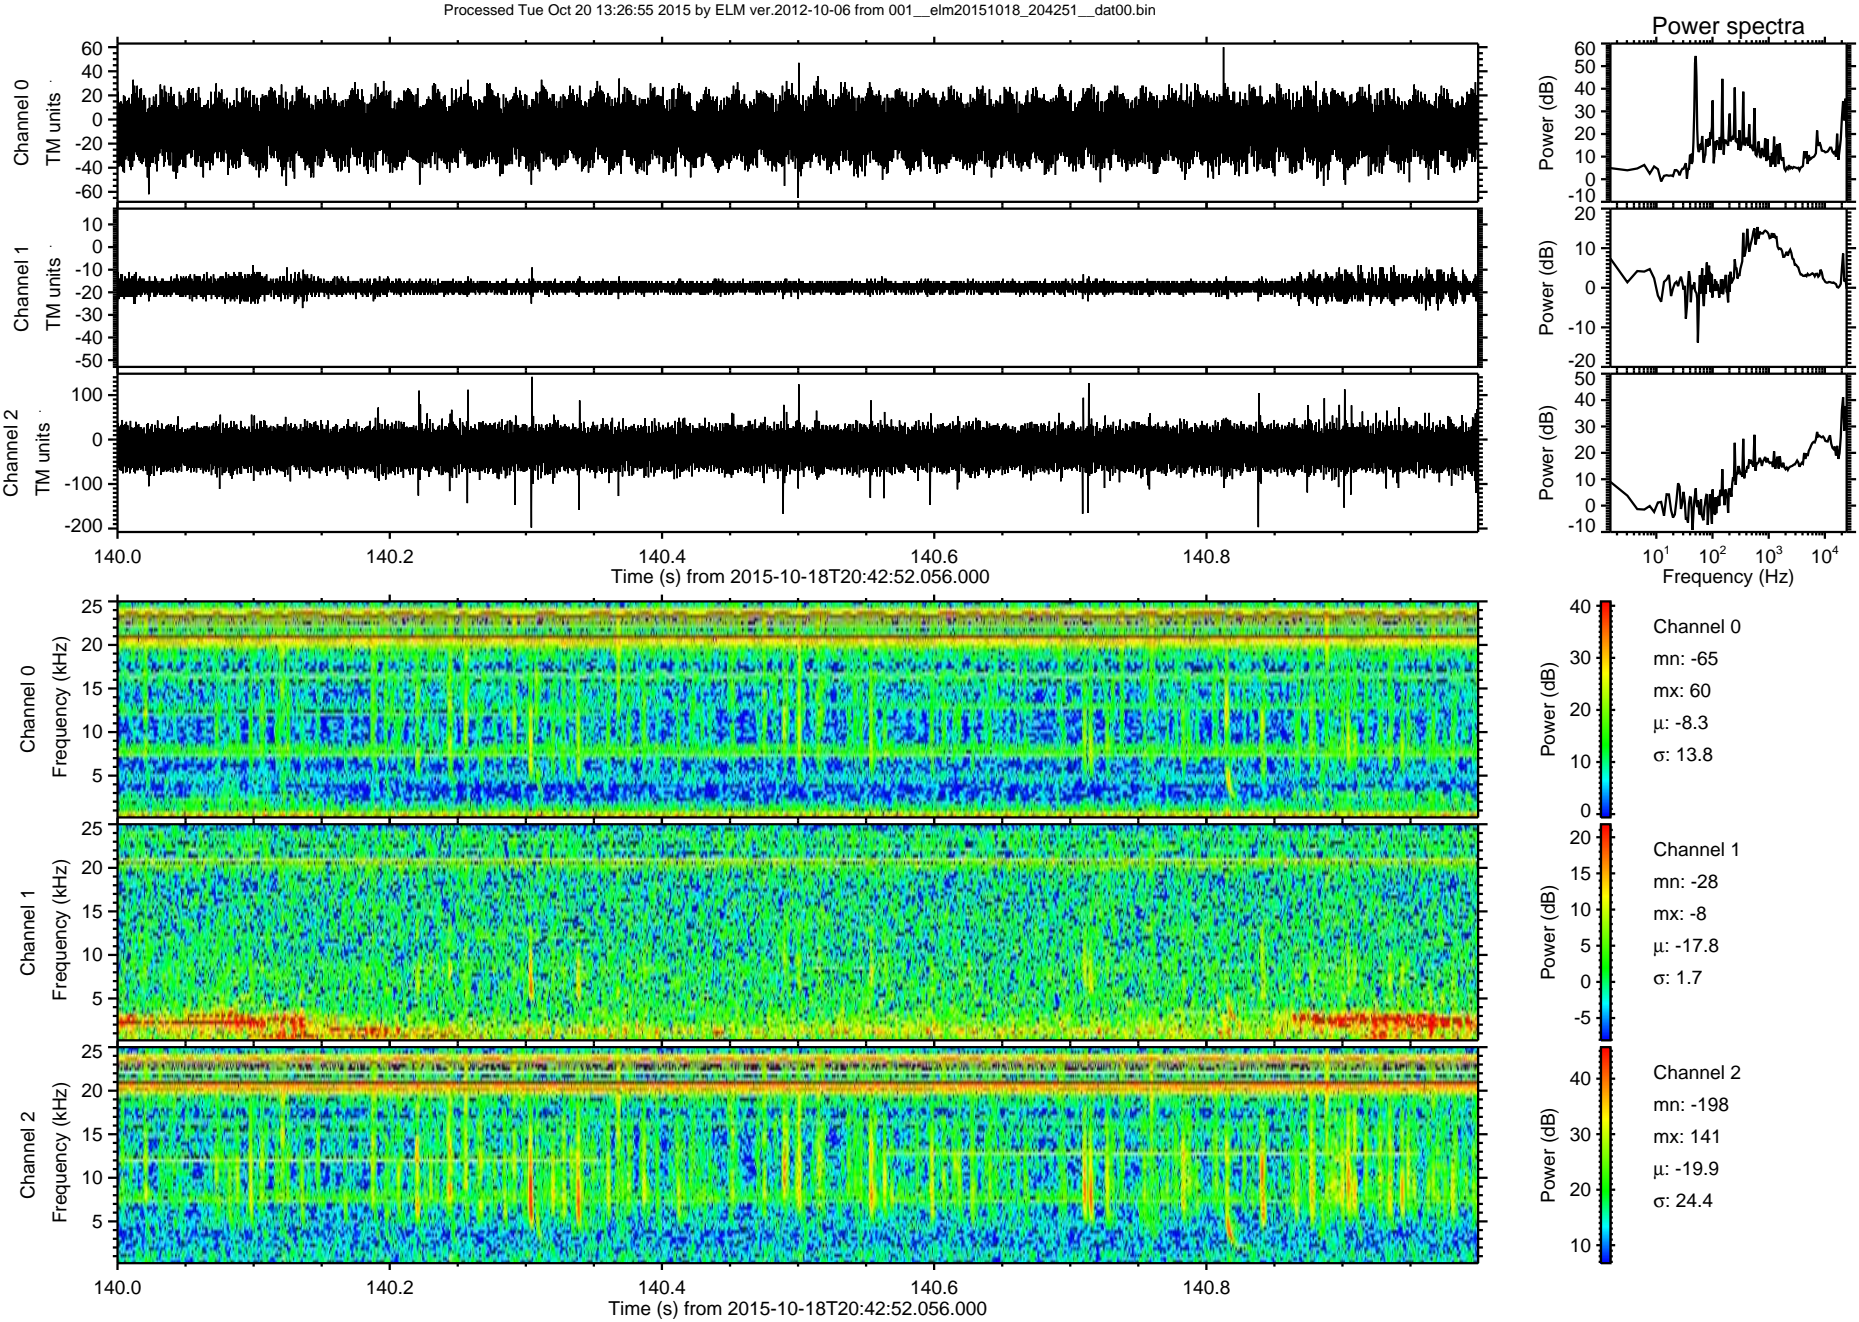 Processed Tue Oct 20 13:26:55 2015 by ELM ver.2012-10-06 from 001__elm20151018_204251__dat00.bin
Power spectra
Channel 0
TM units
60
40
20
0
-20
-40
-60
Power (dB)
60
50
40
30
20
10
0
-10
Channel 1
TM units
10
0
-10
-20
-30
-40
-50
Power (dB)
20
10
0
-10
-20
Channel 2
TM units
100
0
-100
-200
Power (dB)
50
40
30
20
10
0
-10
140.0 140.2 140.4 140.6 140.8
Time (s) from 2015-10-18T20:42:52.056.000
10^1 10^2 10^3 10^4
Frequency (Hz)
Channel 0
Frequency (kHz)
25
20
15
10
5
Power (dB)
40
30
20
10
0
Channel 0
mn: -65
mx: 60
μ: -8.3
σ: 13.8
Channel 1
Frequency (kHz)
25
20
15
10
5
Power (dB)
20
15
10
5
0
-5
Channel 1
mn: -28
mx: -8
μ: -17.8
σ: 1.7
Channel 2
Frequency (kHz)
25
20
15
10
5
Power (dB)
40
30
20
10
Channel 2
mn: -198
mx: 141
μ: -19.9
σ: 24.4
140.0 140.2 140.4 140.6 140.8
Time (s) from 2015-10-18T20:42:52.056.000